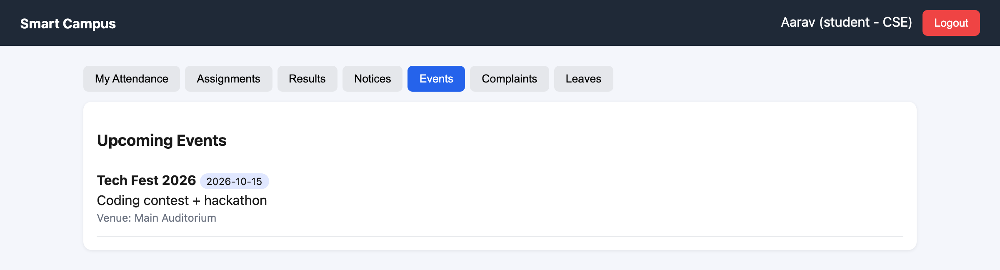 Smart Campus
Aarav (student - CSE) Logout
My Attendance Assignments Results Notices Events Complaints Leaves
Upcoming Events
Tech Fest 2026 2026-10-15
Coding contest + hackathon
Venue: Main Auditorium